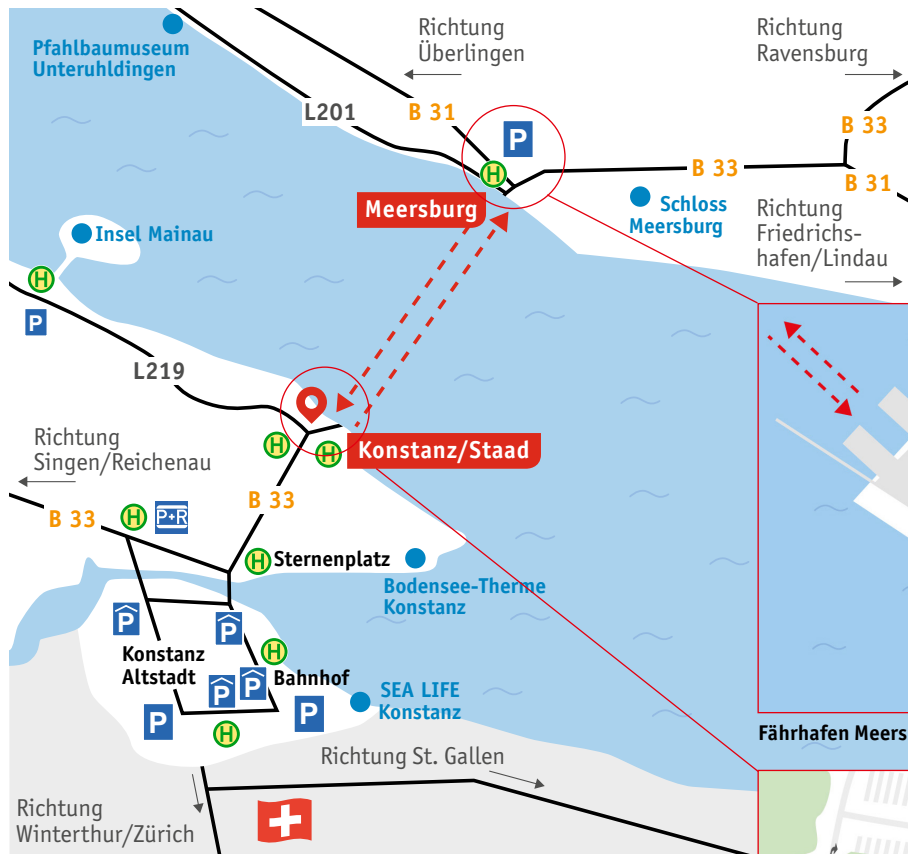 Pfahlbaumuseum
Unteruhldingen
Richtung
Überlingen
Richtung
Ravensburg
L201
B 31
P
H
B 33
B 33
B 31
Meersburg
Schloss
Meersburg
Richtung
Friedrichs-
hafen/Lindau
Insel Mainau
H
P
L219
H
H
Konstanz/Staad
Richtung
Singen/Reichenau
B 33
B 33
H
P+R
H
Sternenplatz
Bodensee-Therme
Konstanz
P
P
Konstanz
Altstadt
H
P
P
Bahnhof
SEA LIFE
Konstanz
P
H
P
Fährhafen Meers
Richtung St. Gallen
Richtung
Winterthur/Zürich